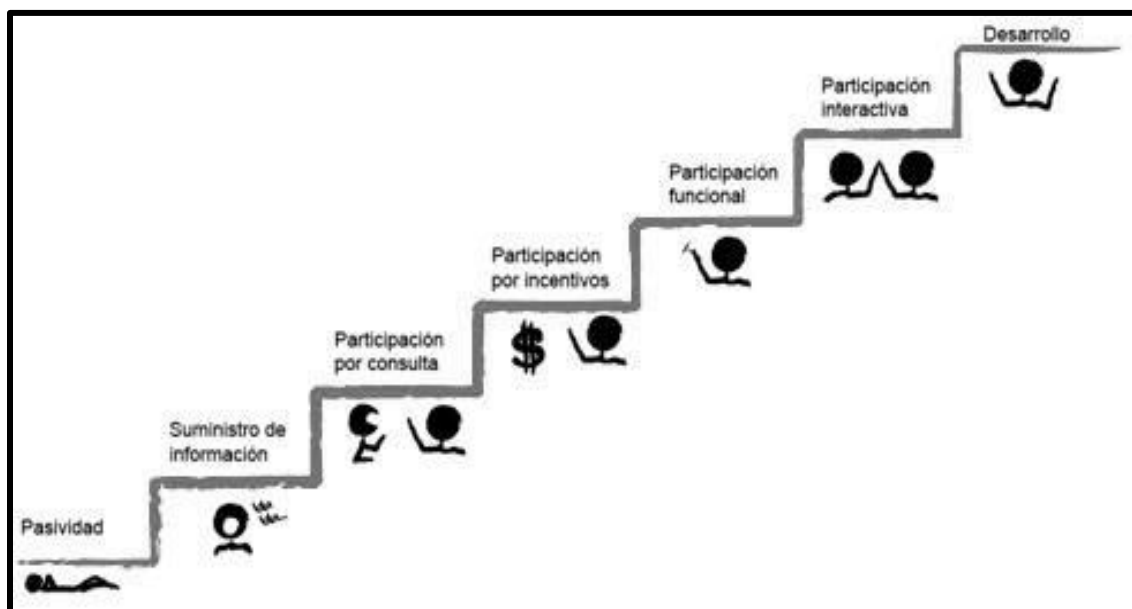 Desarrollo
Participación
interactiva
Participación
funcional
Participación
por incentivos
$
Participación
por consulta
Suministro de
información
Pasividad